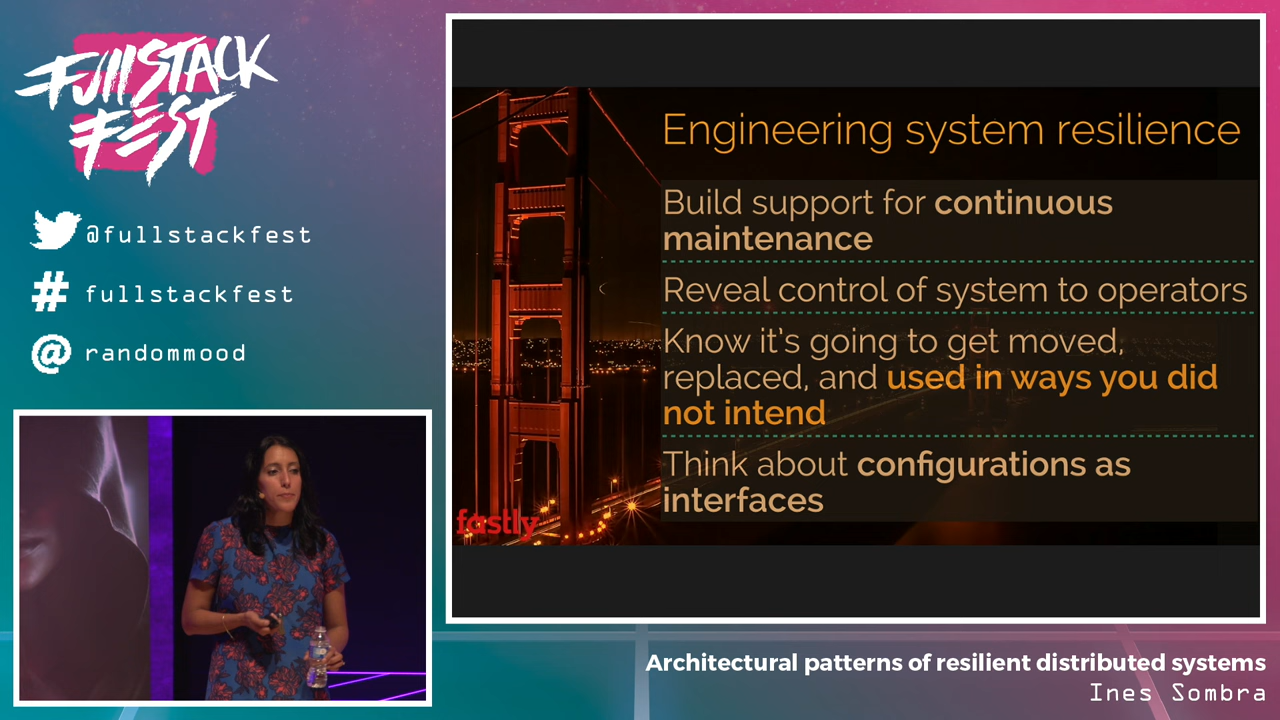 FullSTACK
FEST
@fullstackfest
# fullstackfest
@ randommood
Engineering system resilience
Build support for continuous
maintenance
Reveal control of system to operators
Know it's going to get moved,
replaced, and used in ways you did
not intend
Think about configurations as
interfaces
fastly
Architectural patterns of resilient distributed systems
Ines Sombra